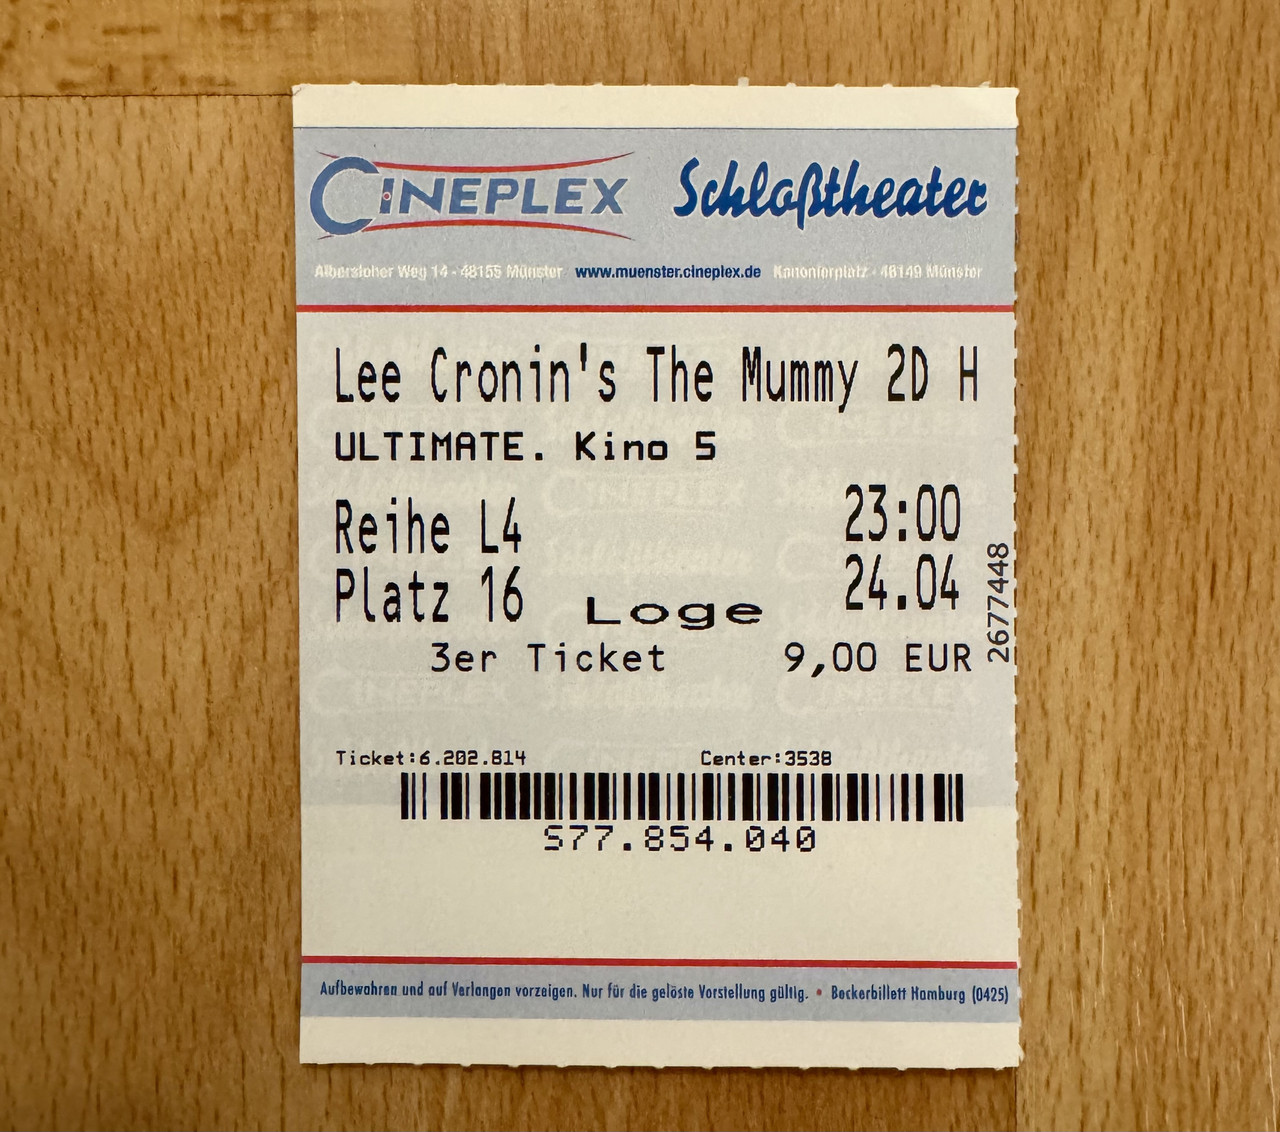 CINEPLEX Schloßtheater
Albersloher Weg 14 - 48155 Münster www.muenster.cineplex.de Kanonierplatz - 48149 Münster
Lee Cronin's The Mummy 2D H
ULTIMATE. Kino 5
Reihe L4 23:00
Platz 16 Loge 24.04
3er Ticket 9,00 EUR
2677448
Ticket:6.202.814 Center:3538
S77.854.040
Aufbewahren und auf Verlangen vorzeigen. Nur für die gelöste Vorstellung gültig. • Beckerbillett Hamburg (0425)